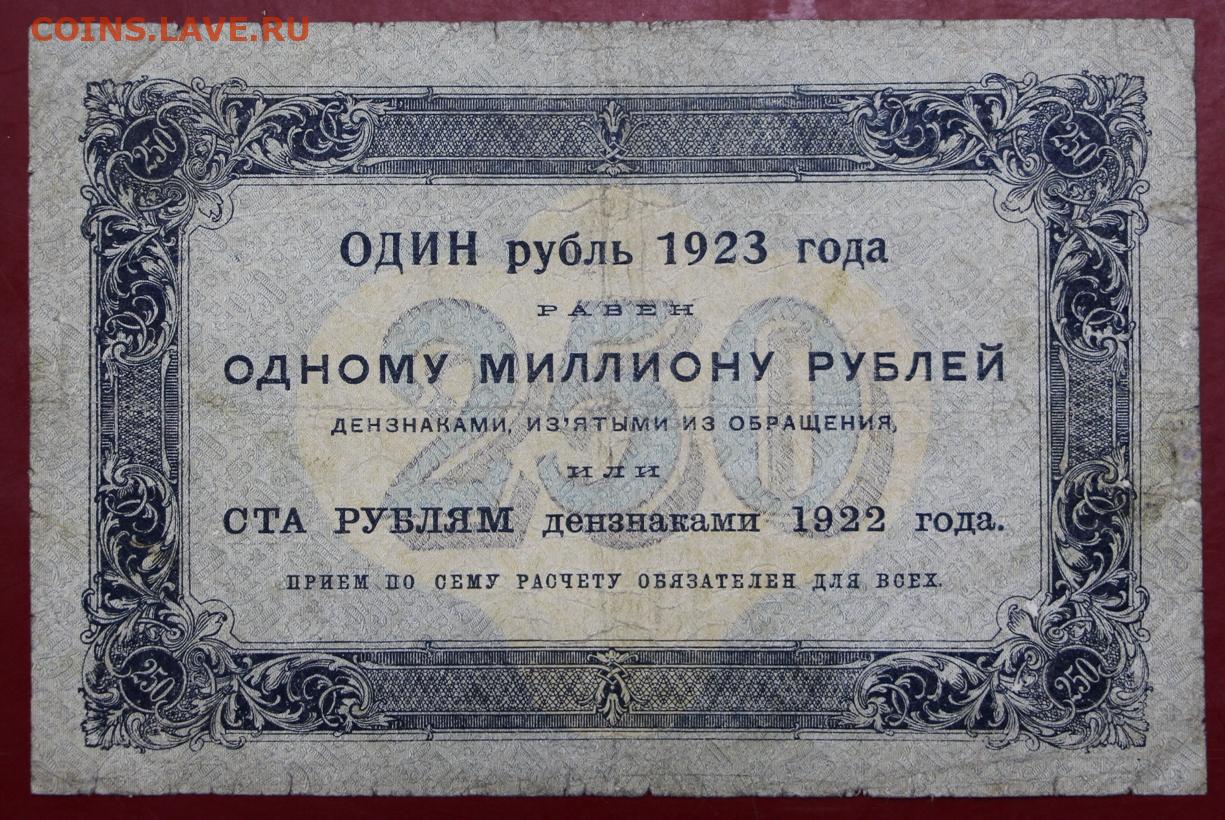 COINS.LAVE.RU
250
250
ОДИН рубль 1923 года
РАВЕН
250
ОДНОМУ МИЛЛИОНУ РУБЛЕЙ
ДЕНЗНАКАМИ, ИЗ'ЯТЫМИ ИЗ ОБРАЩЕНИЯ,
ИЛИ
СТА РУБЛЯМ дензнаками 1922 года.
ПРИЕМ ПО СЕМУ РАСЧЕТУ ОБЯЗАТЕЛЕН ДЛЯ ВСЕХ.
250
250